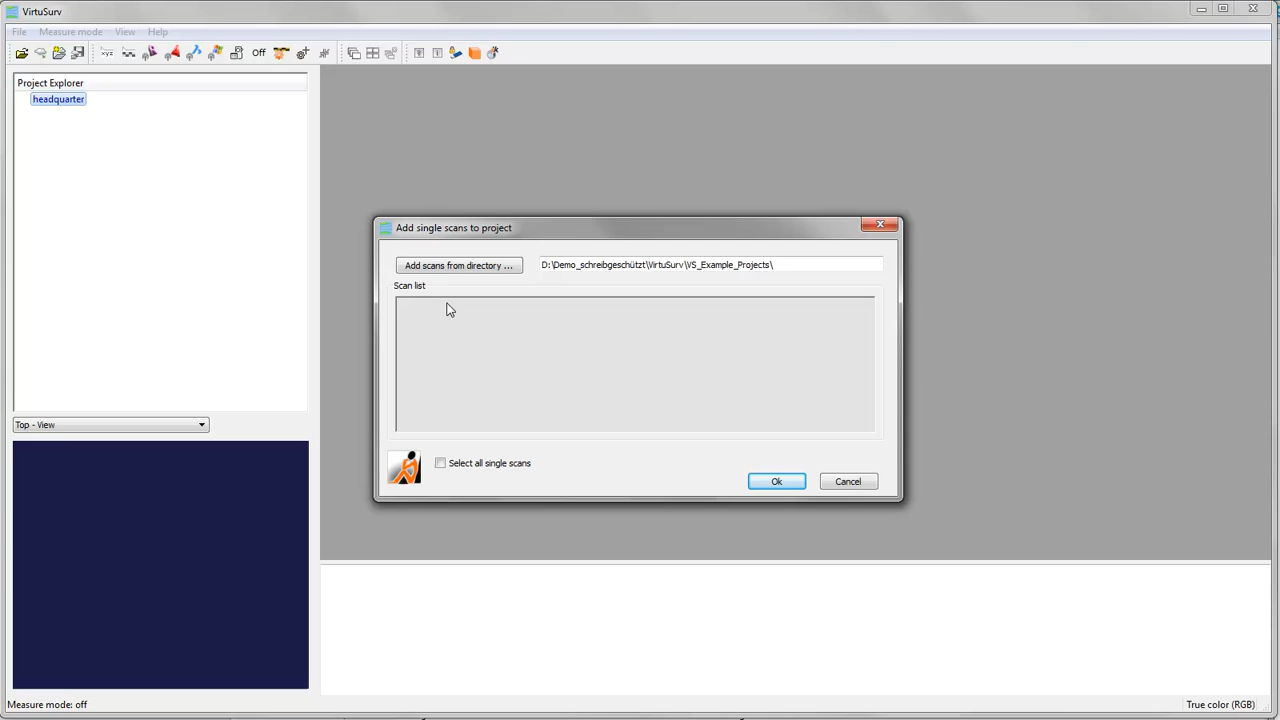 VirtuSurv
File Measure mode View Help
Off
Project Explorer
headquarter
Add single scans to project
Add scans from directory ... D:\Demo_schreibgeschützt\VirtuSurv\VS_Example_Projects\
Scan list
Select all single scans
Ok Cancel
Top - View
Measure mode: off True color (RGB)